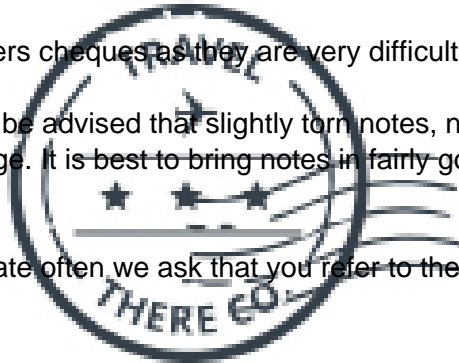 ers cheques as they are very difficult
TRAVEL
be advised that slightly torn notes, n
ge. It is best to bring notes in fairly go
ate often we ask that you refer to the
THERE CO.